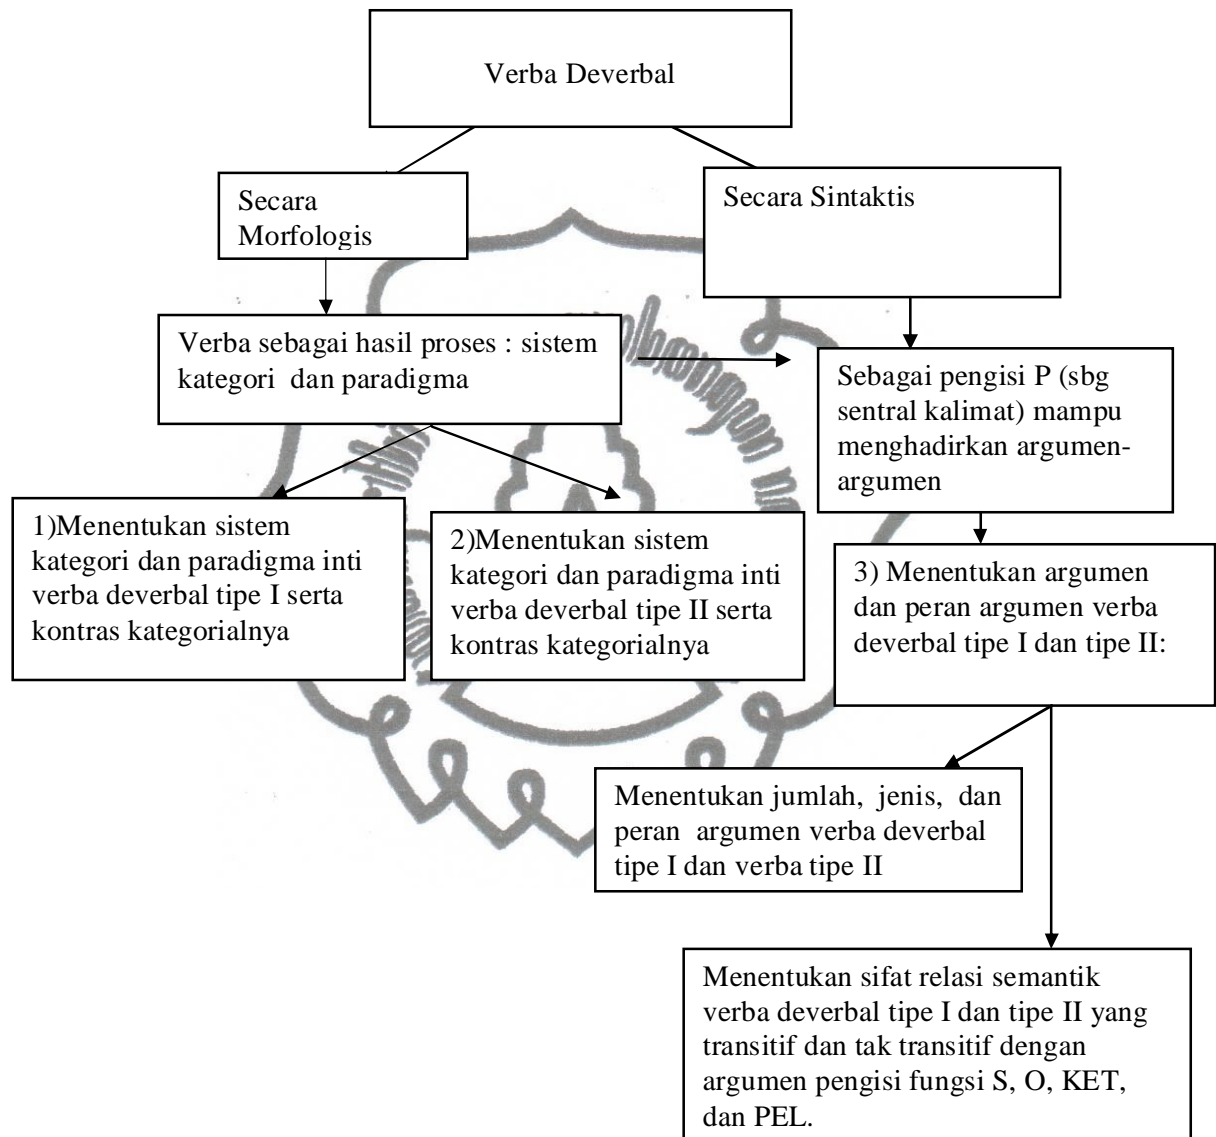 Verba Deverbal
Secara
Morfologis
Secara Sintaktis
Verba sebagai hasil proses : sistem
kategori dan paradigma
Sebagai pengisi P (sbg
sentral kalimat) mampu
menghadirkan argumen-
argumen
1)Menentukan sistem
kategori dan paradigma inti
verba deverbal tipe I serta
kontras kategorialnya
2)Menentukan sistem
kategori dan paradigma inti
verba deverbal tipe II serta
kontras kategorialnya
3) Menentukan argumen
dan peran argumen verba
deverbal tipe I dan tipe II:
Menentukan jumlah, jenis, dan
peran argumen verba deverbal
tipe I dan verba tipe II
Menentukan sifat relasi semantik
verba deverbal tipe I dan tipe II yang
transitif dan tak transitif dengan
argumen pengisi fungsi S, O, KET,
dan PEL.